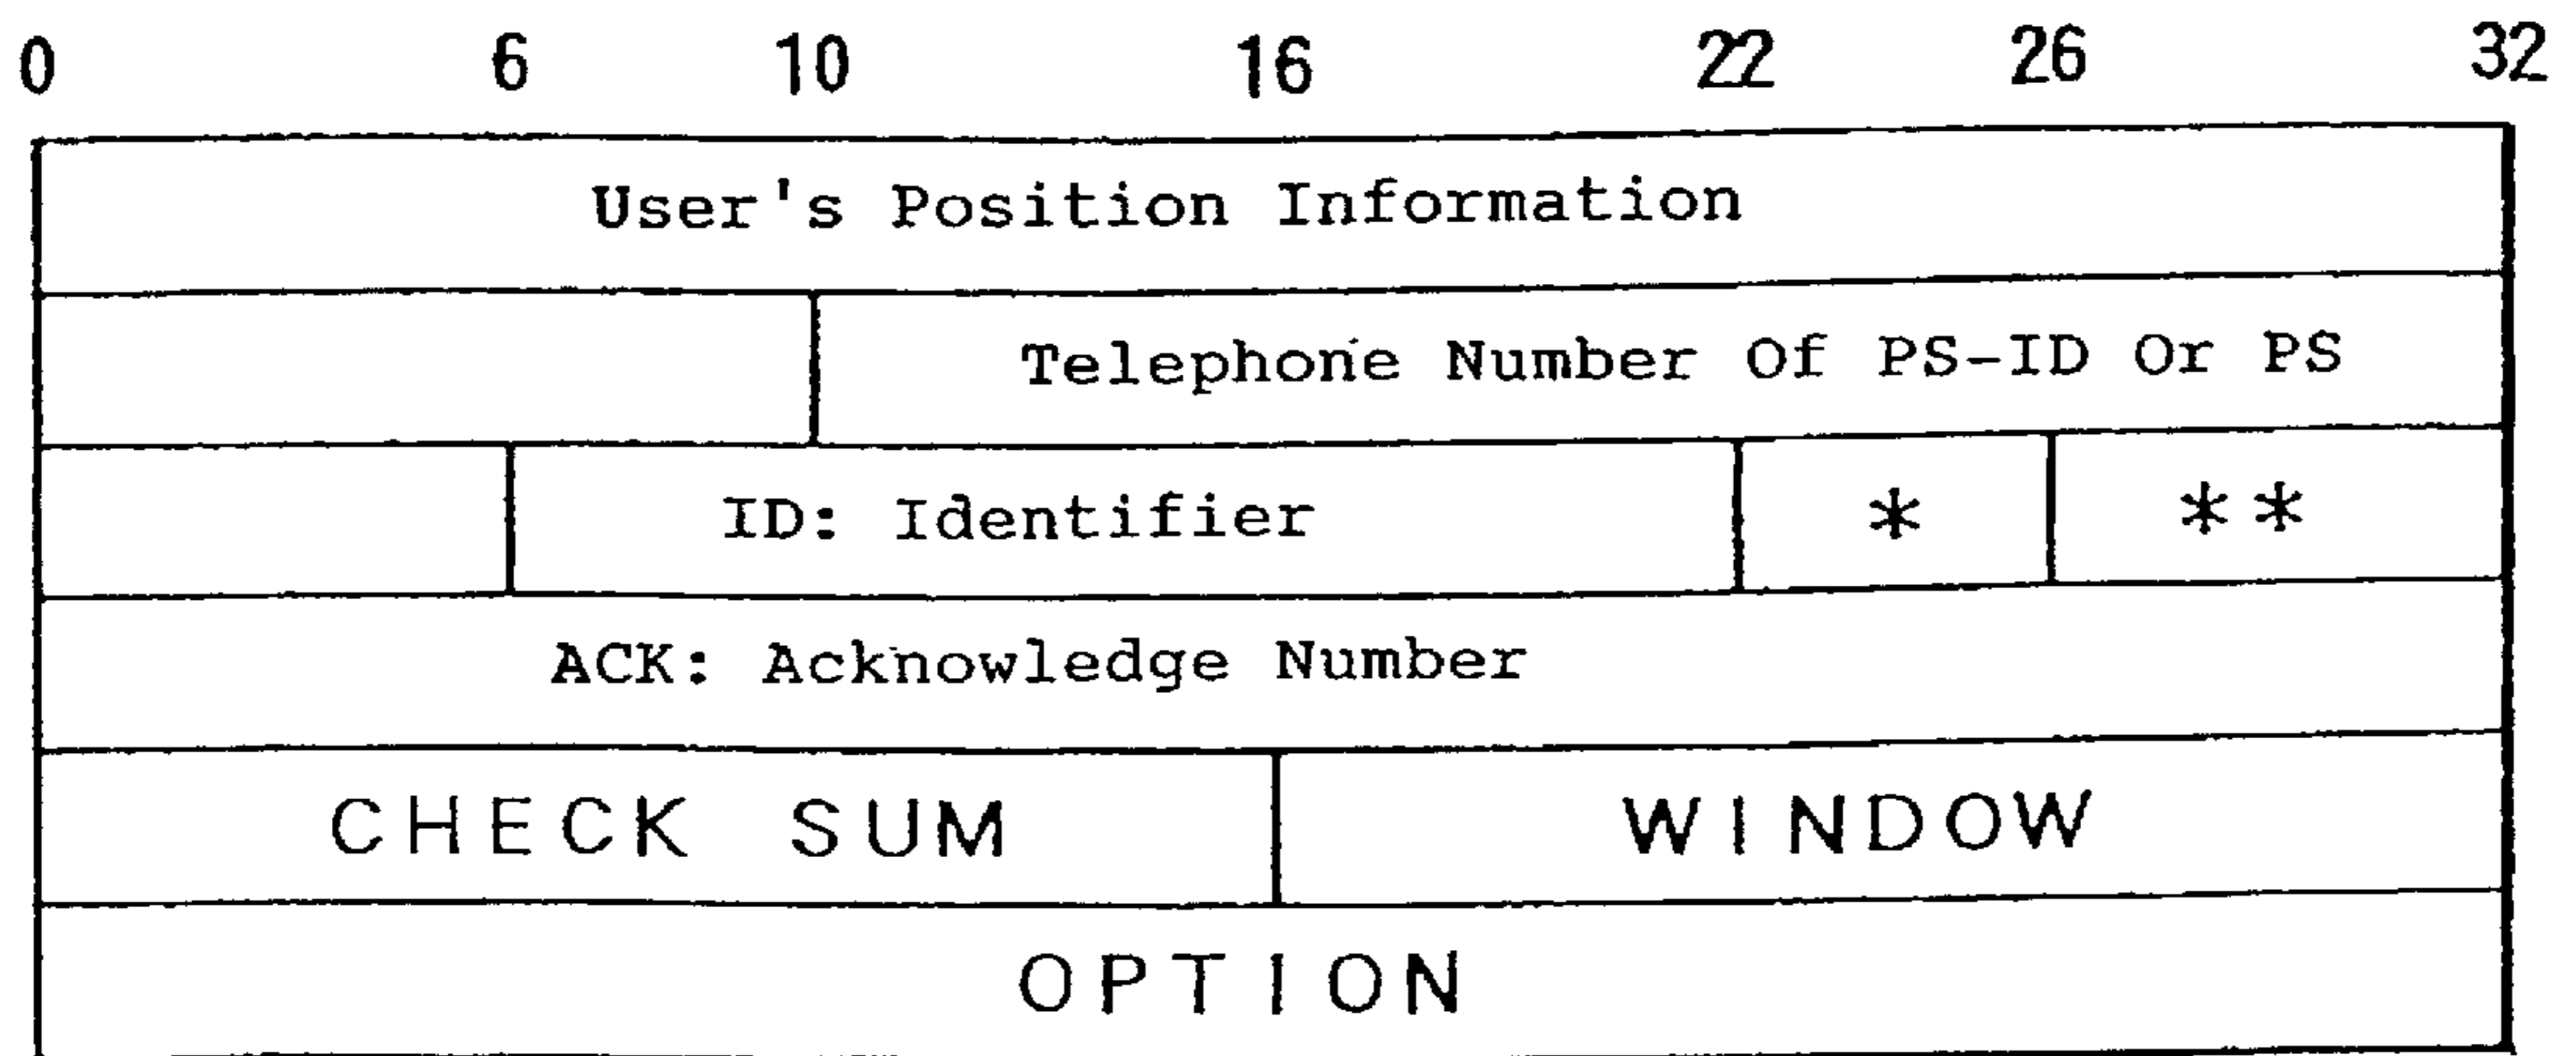 0 6 10 16 22 26 32
User's Position Information
Telephone Number Of PS-ID Or PS
ID: Identifier * **
ACK: Acknowledge Number
CHECK SUM WINDOW
OPTION